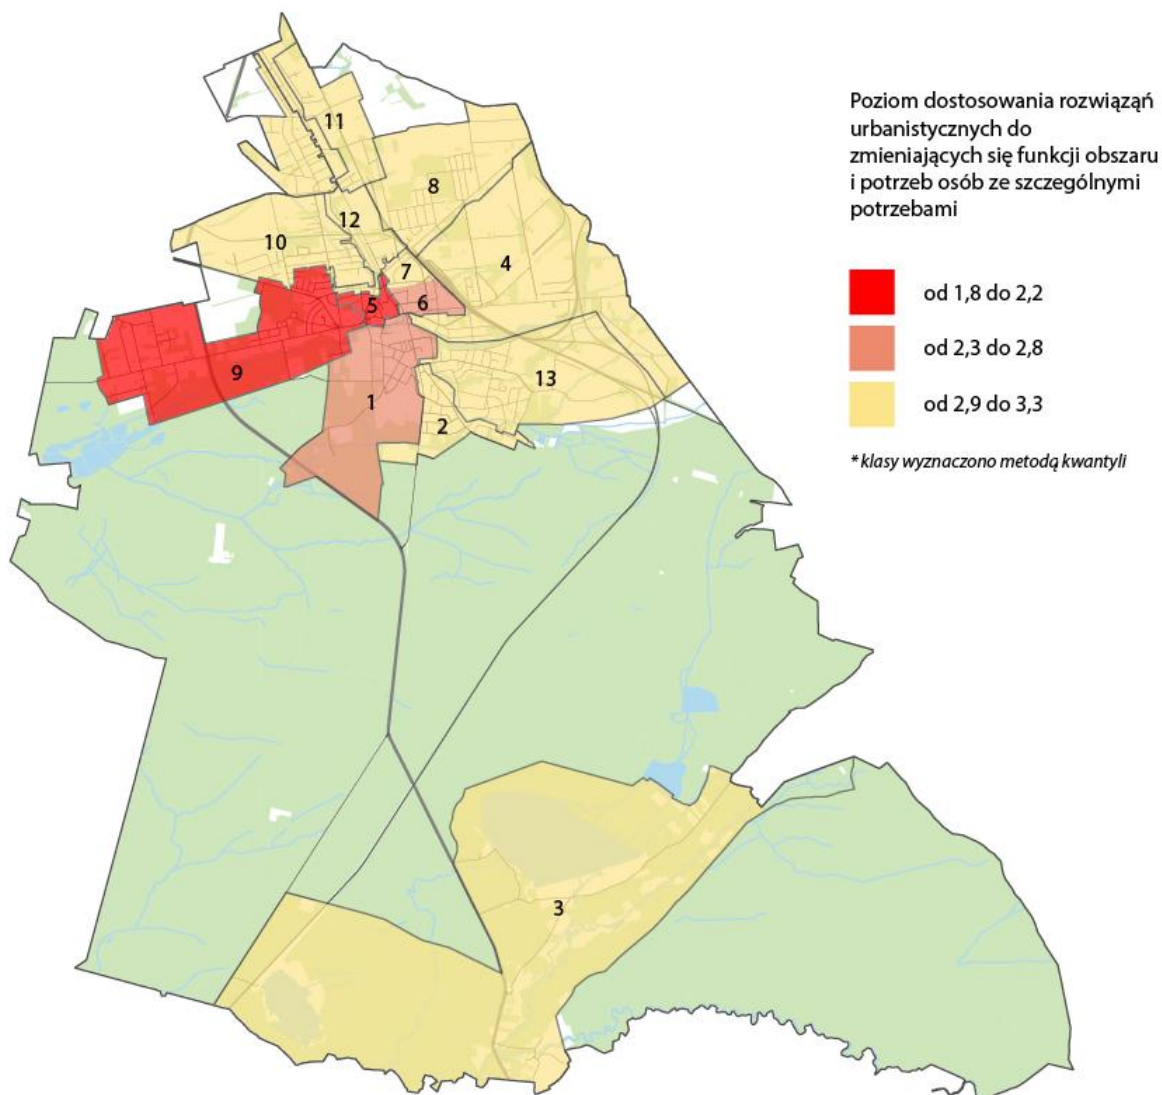 Poziom dostosowania rozwiąząń
urbanistycznych do
zmieniających się funkcji obszaru
i potrzeb osób ze szczególnymi
potrzebami
od 1,8 do 2,2
od 2,3 do 2,8
od 2,9 do 3,3
* klasy wyznaczono metodą kwantyli
11
8
12
10
4
7
5
6
9
13
1
2
3